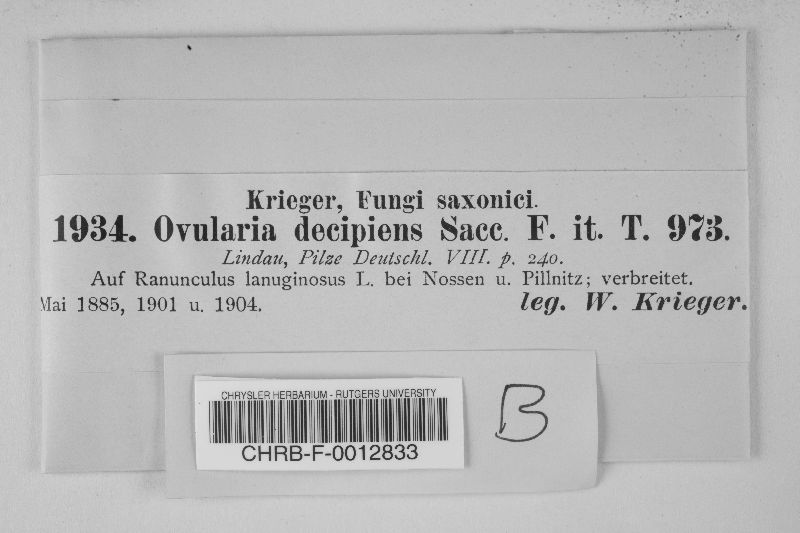 Krieger, Fungi saxonici.
1934. Ovularia decipiens Sacc. F. it. T. 973.
Lindau, Pilze Deutschl. VIII. p. 240.
Auf Ranunculus lanuginosus L. bei Nossen u. Pillnitz; verbreitet.
Mai 1885, 1901 u. 1904. leg. W. Krieger.
CHRYSLER HERBARIUM - RUTGERS UNIVERSITY
CHRB-F-0012833
B